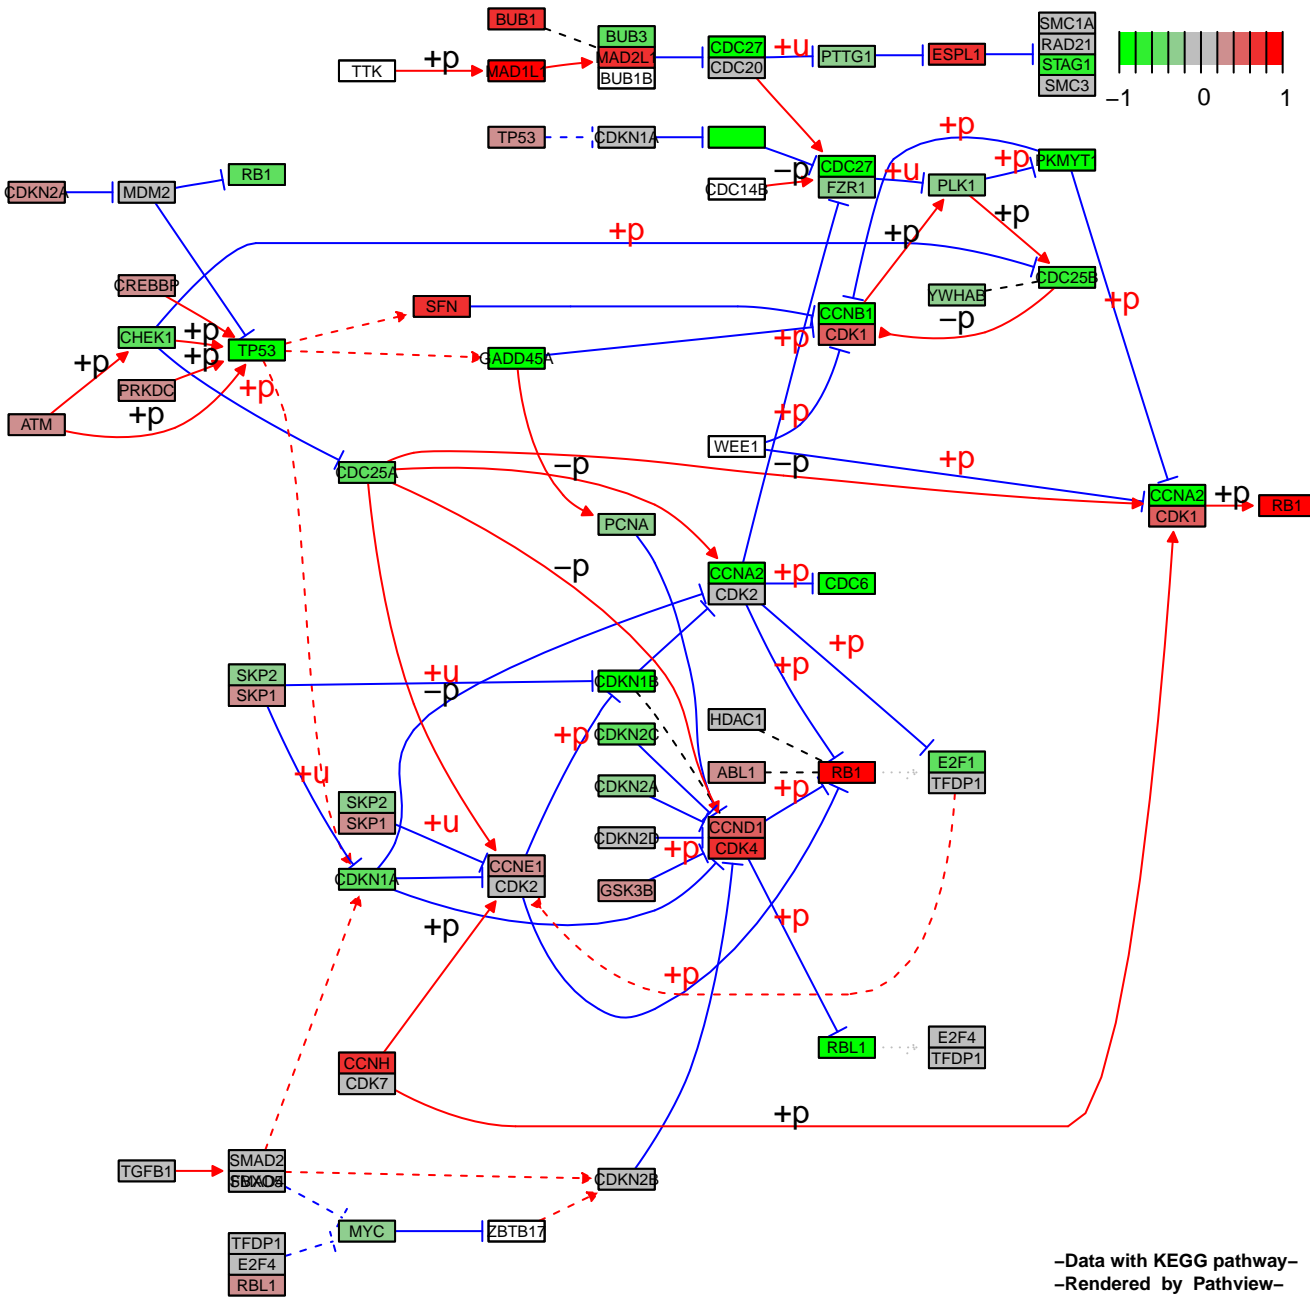 BUB1
BUB3
MAD2L1
BUB1B
TTK
+p
MAD1L1
CDC27
CDC20
+u
PTTG1
ESPL1
SMC1A
RAD21
STAG1
SMC3
−1
0
1
TP53
CDKN1A
CDC27
FZR1
CDC14B
−p
+u
PLK1
+p
+p
PKMYT1
CDKN2A
MDM2
RB1
+p
+p
+p
CREBBP
CHEK1
+p
+p
TP53
PRKDC
+p
+p
+p
ATM
SFN
GADD45A
CCNB1
CDK1
+p
YWHAB
CDC25B
−p
+p
WEE1
+p
+p
−p
−p
CDC25A
CCNA2
CDK1
+p
RB1
PCNA
−p
CCNA2
CDK2
+p
CDC6
+p
+p
SKP2
SKP1
+u
−p
CDKN1B
CDKN2C
+p
HDAC1
CDKN2A
ABL1
RB1
E2F1
TFDP1
+u
SKP2
SKP1
+u
CDKN2D
CCND1
CDK4
+p
+p
CDKN1A
CCNE1
CDK2
GSK3B
+p
+p
+p
CCNH
CDK7
RBL1
E2F4
TFDP1
+p
TGFB1
SMAD2
CDKN2B
MYC
ZBTB17
TFDP1
E2F4
RBL1
−Data with KEGG pathway−
−Rendered by Pathview−